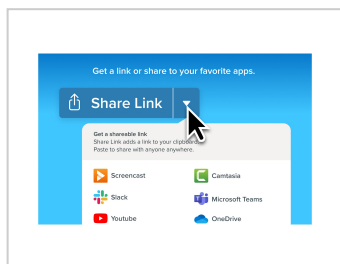 Get a link or share to your favorite apps.
Share Link
Get a shareable link
Share Link adds a link to your clipboard.
Paste to share with anyone anywhere.
Screencast
Camtasia
Slack
Microsoft Teams
Youtube
OneDrive